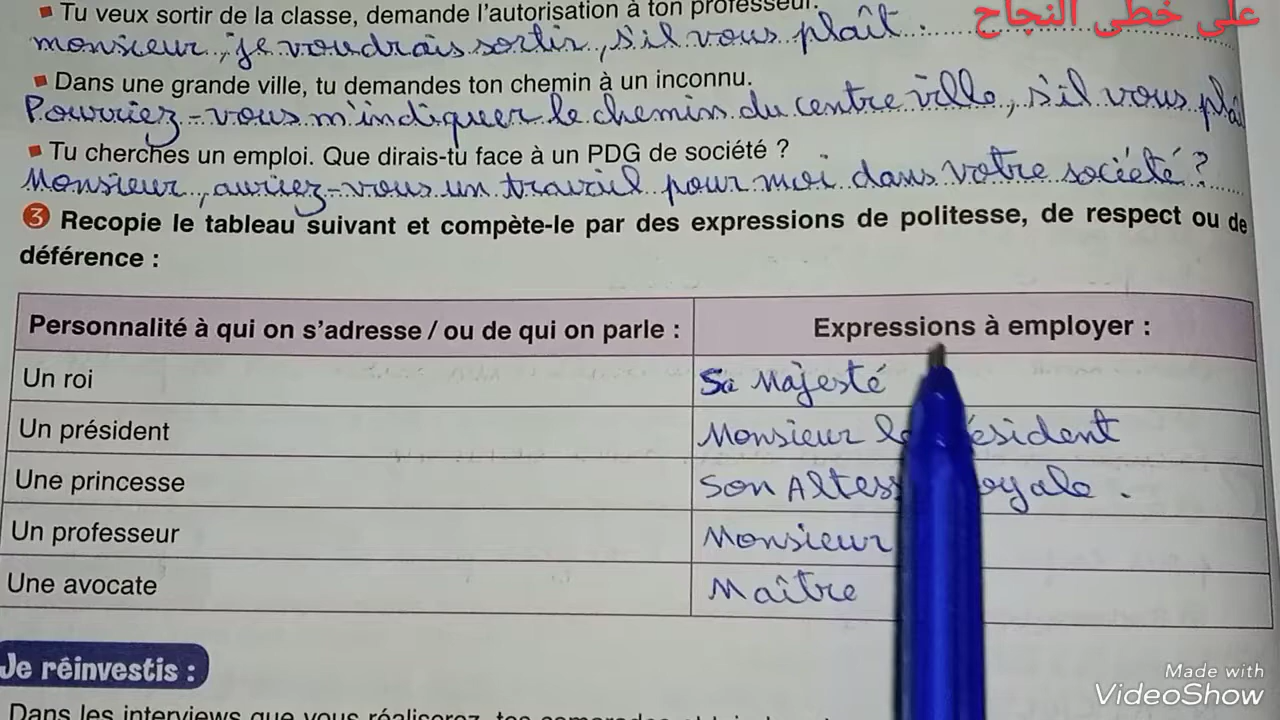 ▪ Tu veux sortir de la classe, demande l'autorisation à ton professeur.
على خطى النجاح
monsieur, je voudrais sortir, s'il vous plaît.
▪ Dans une grande ville, tu demandes ton chemin à un inconnu.
Pourriez-vous m'indiquer le chemin du centre ville, s'il vous
▪ Tu cherches un emploi. Que dirais-tu face à un PDG de société ?
Monsieur, auriez-vous un travail pour moi dans votre société ?
3 Recopie le tableau suivant et compète-le par des expressions de politesse, de respect ou de
déférence :
Personnalité à qui on s'adresse / ou de qui on parle : Expressions à employer :
Un roi Sa Majesté
Un président Monsieur
Une princesse Son
Un professeur Monsieur
Une avocate Maître
Je réinvestis :
Dans les interviews que vous
Made with
VideoShow